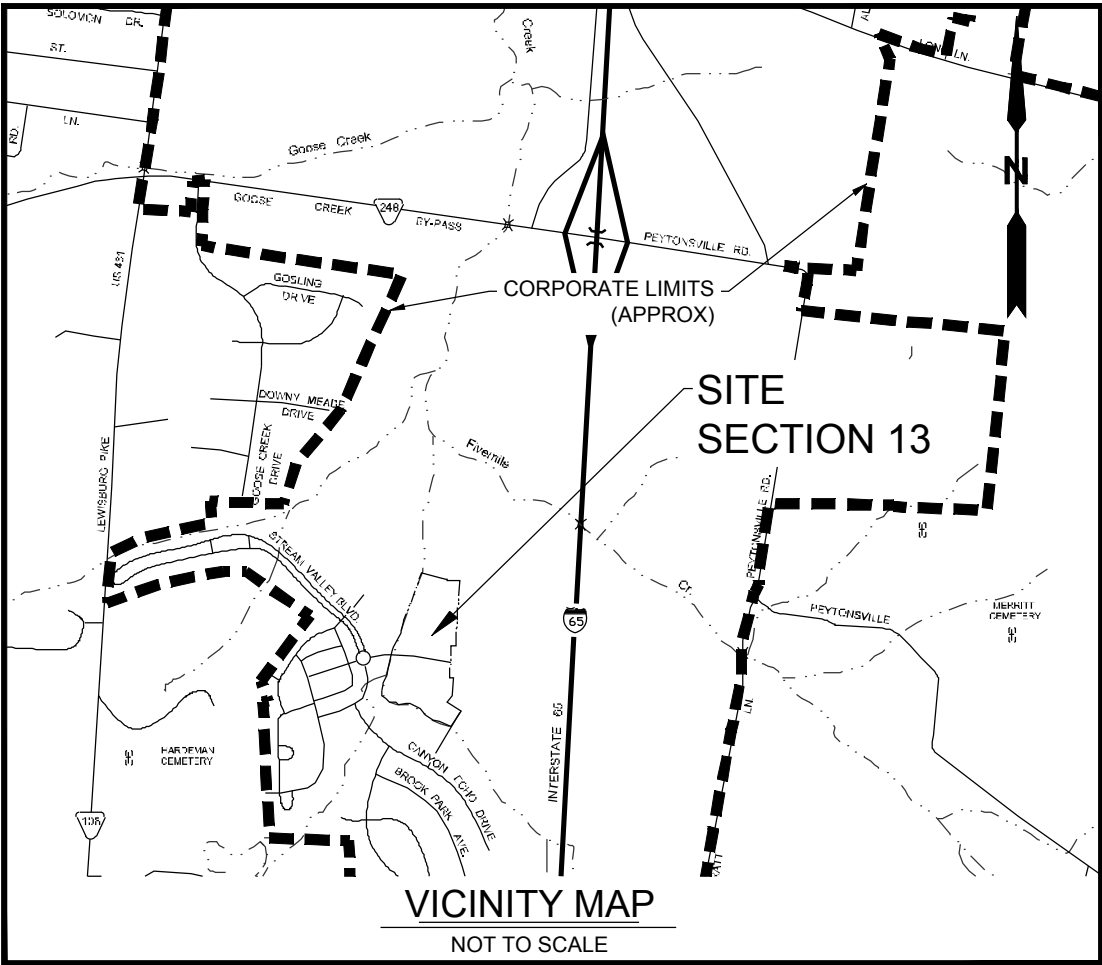 SOLOMON DR.
ST.
LN.
RD.
Goose Creek
Creek
LONG LN.
N
GOOSE CREEK BY-PASS
248
PEYTONSVILLE RD.
US 431
GOSLING
DRIVE
CORPORATE LIMITS
(APPROX)
SITE
SECTION 13
DOWNY MEADE
DRIVE
GOOSE CREEK
DRIVE
Fivemile
Cr.
LEWISBURG PIKE
STREAM VALLEY BLVD.
PEYTONSVILLE RD.
PEYTONSVILLE
MERRITT
CEMETERY
65
INTERSTATE 65
LN.
HARDEMAN
CEMETERY
CANYON ECHO DRIVE
BROOK PARK AVE.
106
VICINITY MAP
NOT TO SCALE